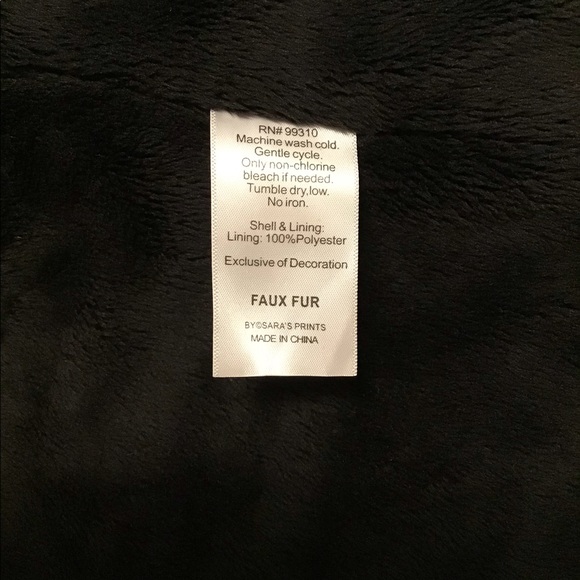 RN# 99310
Machine wash cold.
Gentle cycle.
Only non-chlorine
bleach if needed.
Tumble dry,low.
No iron.
Shell & Lining:
Lining: 100%Polyester
Exclusive of Decoration
FAUX FUR
BY©SARA'S PRINTS
MADE IN CHINA